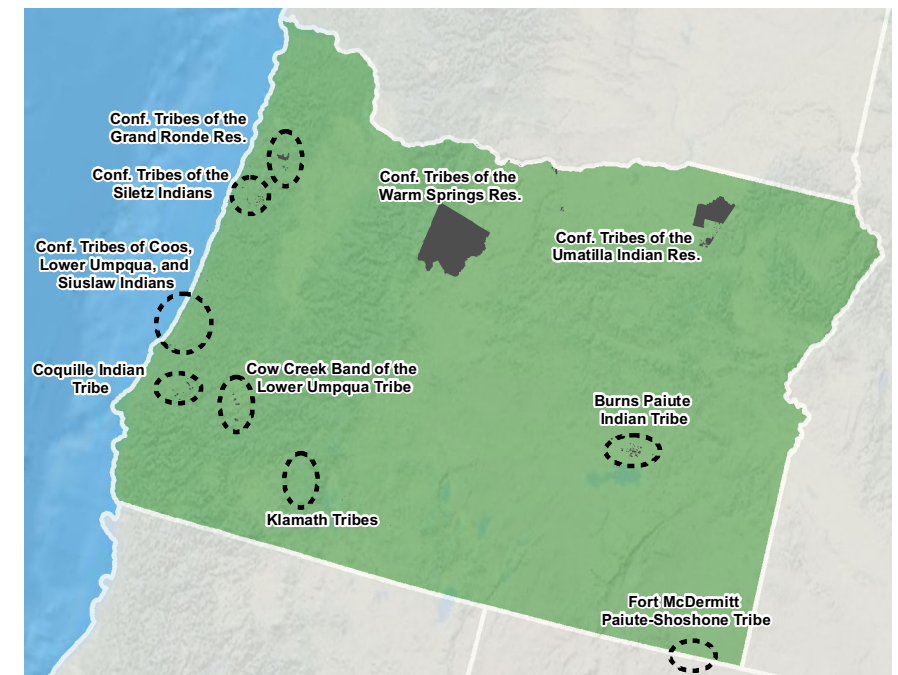 Conf. Tribes of the
Grand Ronde Res.
Conf. Tribes of the
Siletz Indians
Conf. Tribes of the
Warm Springs Res.
Conf. Tribes of the
Umatilla Indian Res.
Conf. Tribes of Coos,
Lower Umpqua, and
Siuslaw Indians
Coquille Indian
Tribe
Cow Creek Band of the
Lower Umpqua Tribe
Burns Paiute
Indian Tribe
Klamath Tribes
Fort McDermitt
Paiute-Shoshone Tribe